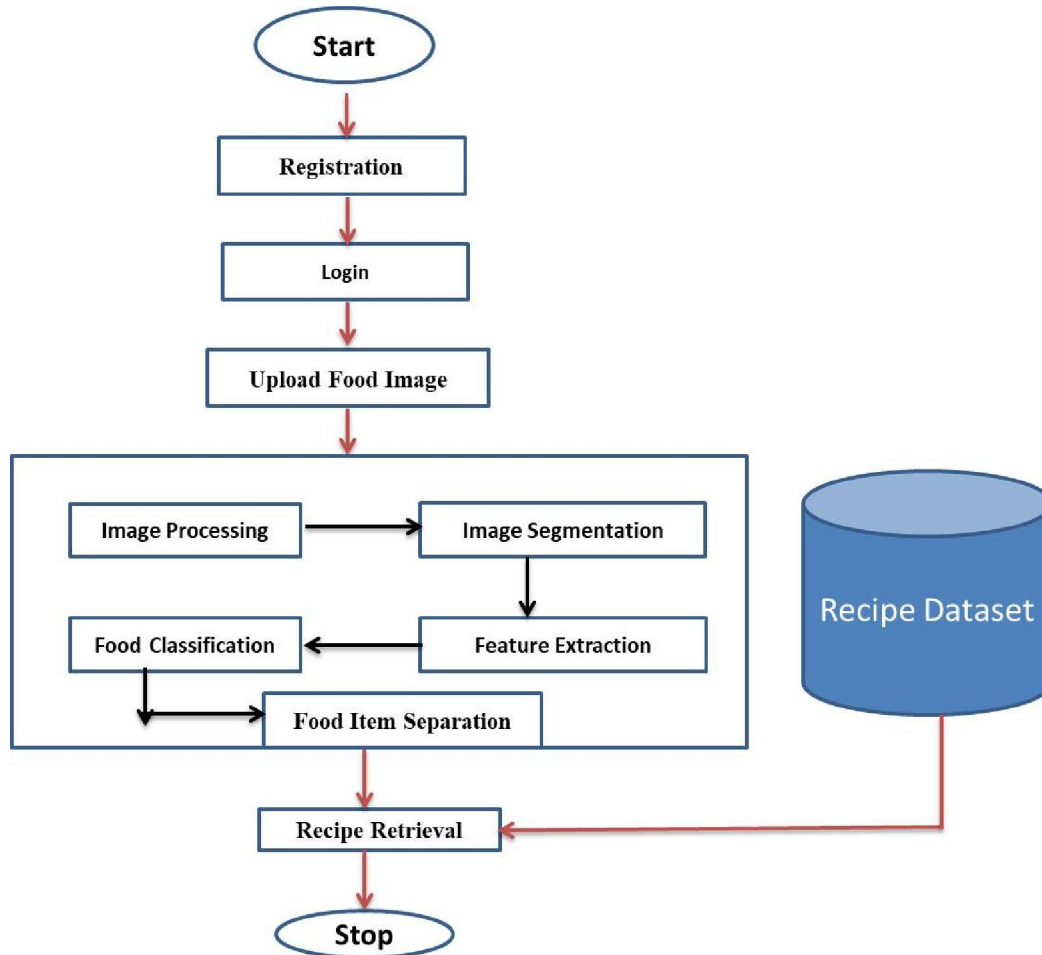 Start
Registration
Login
Upload Food Image
Image Processing
Image Segmentation
Food Classification
Feature Extraction
Food Item Separation
Recipe Dataset
Recipe Retrieval
Stop